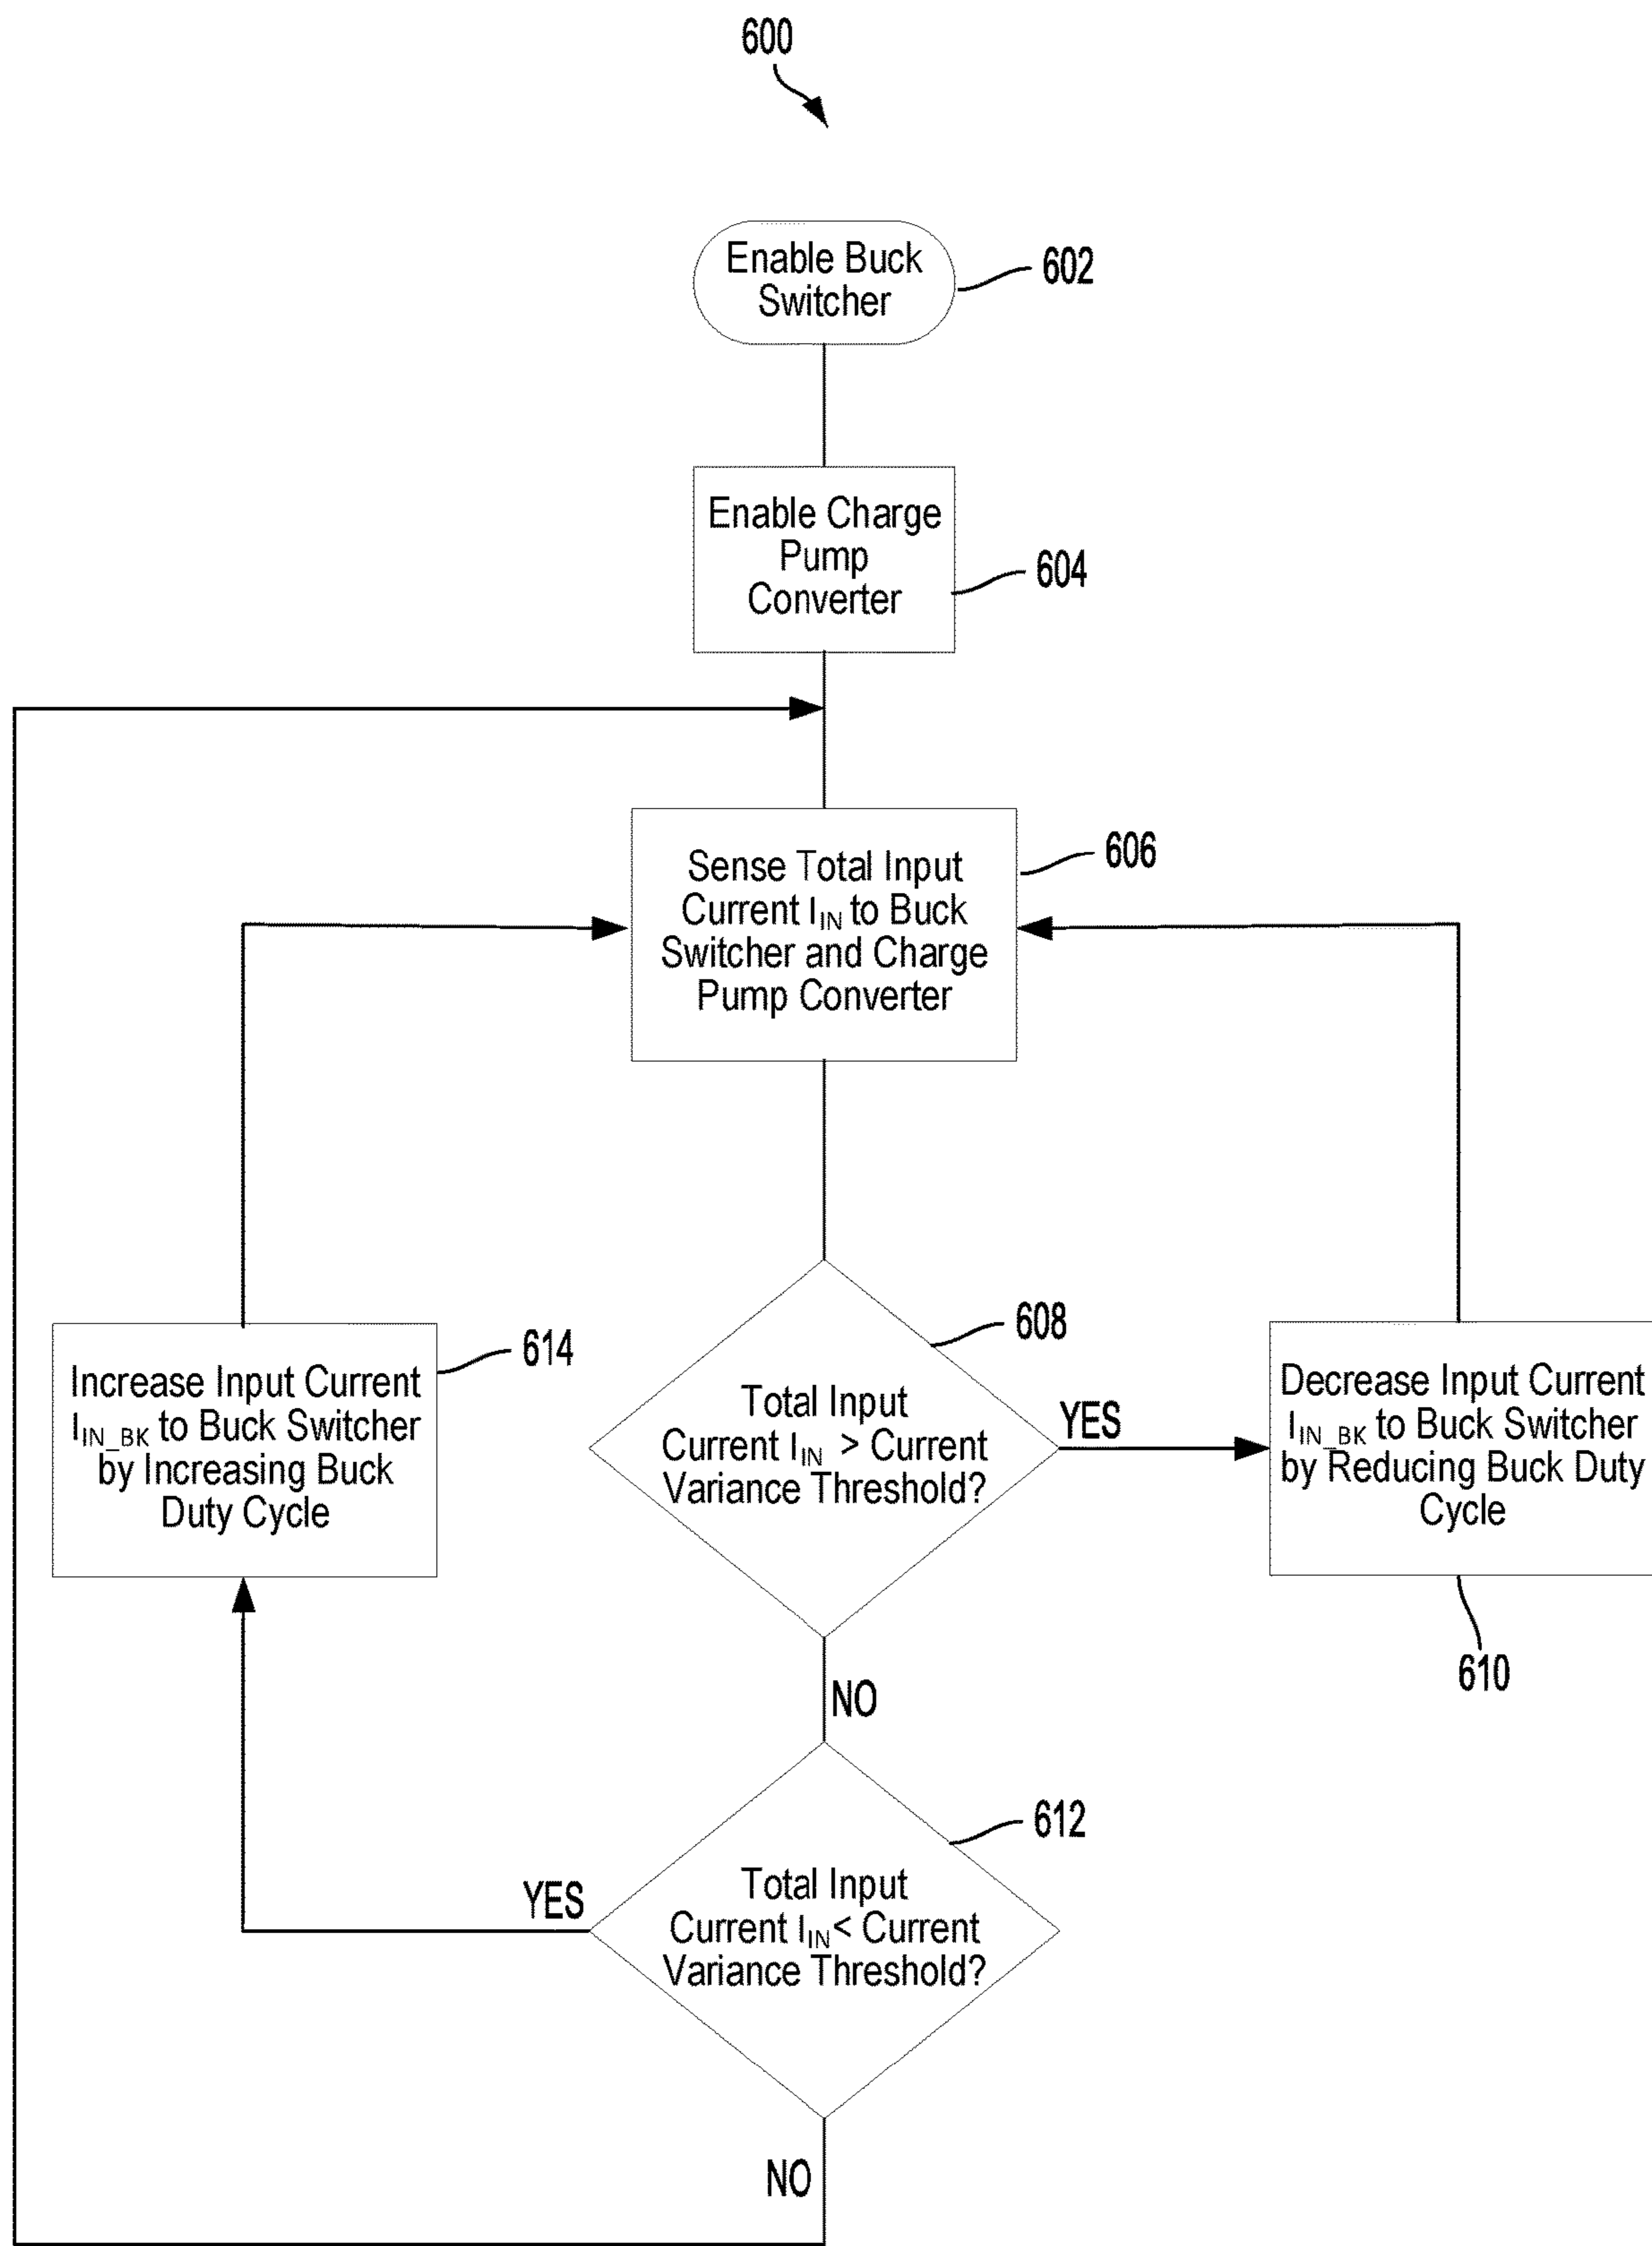 600
Enable Buck
Switcher
602
Enable Charge
Pump
Converter
604
Sense Total Input
Current I_IN to Buck
Switcher and Charge
Pump Converter
606
Total Input
Current I_IN > Current
Variance Threshold?
608
YES
NO
Decrease Input Current
I_IN_BK to Buck Switcher
by Reducing Buck Duty
Cycle
610
Increase Input Current
I_IN_BK to Buck Switcher
by Increasing Buck
Duty Cycle
614
Total Input
Current I_IN < Current
Variance Threshold?
612
YES
NO